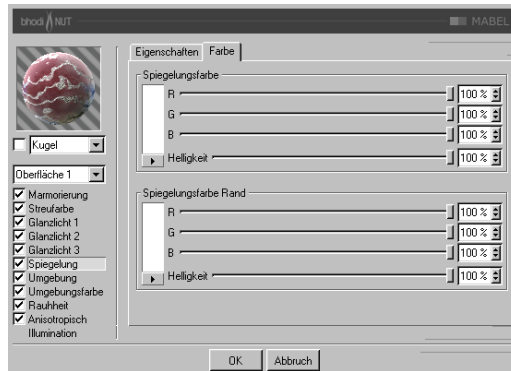 bhodi NUT
MABEL
Eigenschaften Farbe
Spiegelungsfarbe
R 100 %
G 100 %
B 100 %
Helligkeit 100 %
Kugel
Oberfläche 1
Marmorierung
Streufarbe
Glanzlicht 1
Glanzlicht 2
Glanzlicht 3
Spiegelung
Umgebung
Umgebungsfarbe
Rauhheit
Anisotropisch
Illumination
Spiegelungsfarbe Rand
R 100 %
G 100 %
B 100 %
Helligkeit 100 %
OK Abbruch